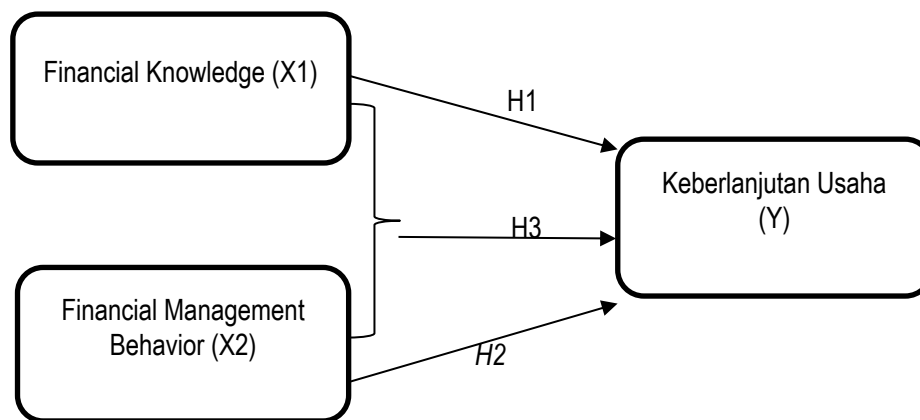 Financial Knowledge (X1)
H1
Keberlanjutan Usaha
(Y)
H3
Financial Management
Behavior (X2)
H2